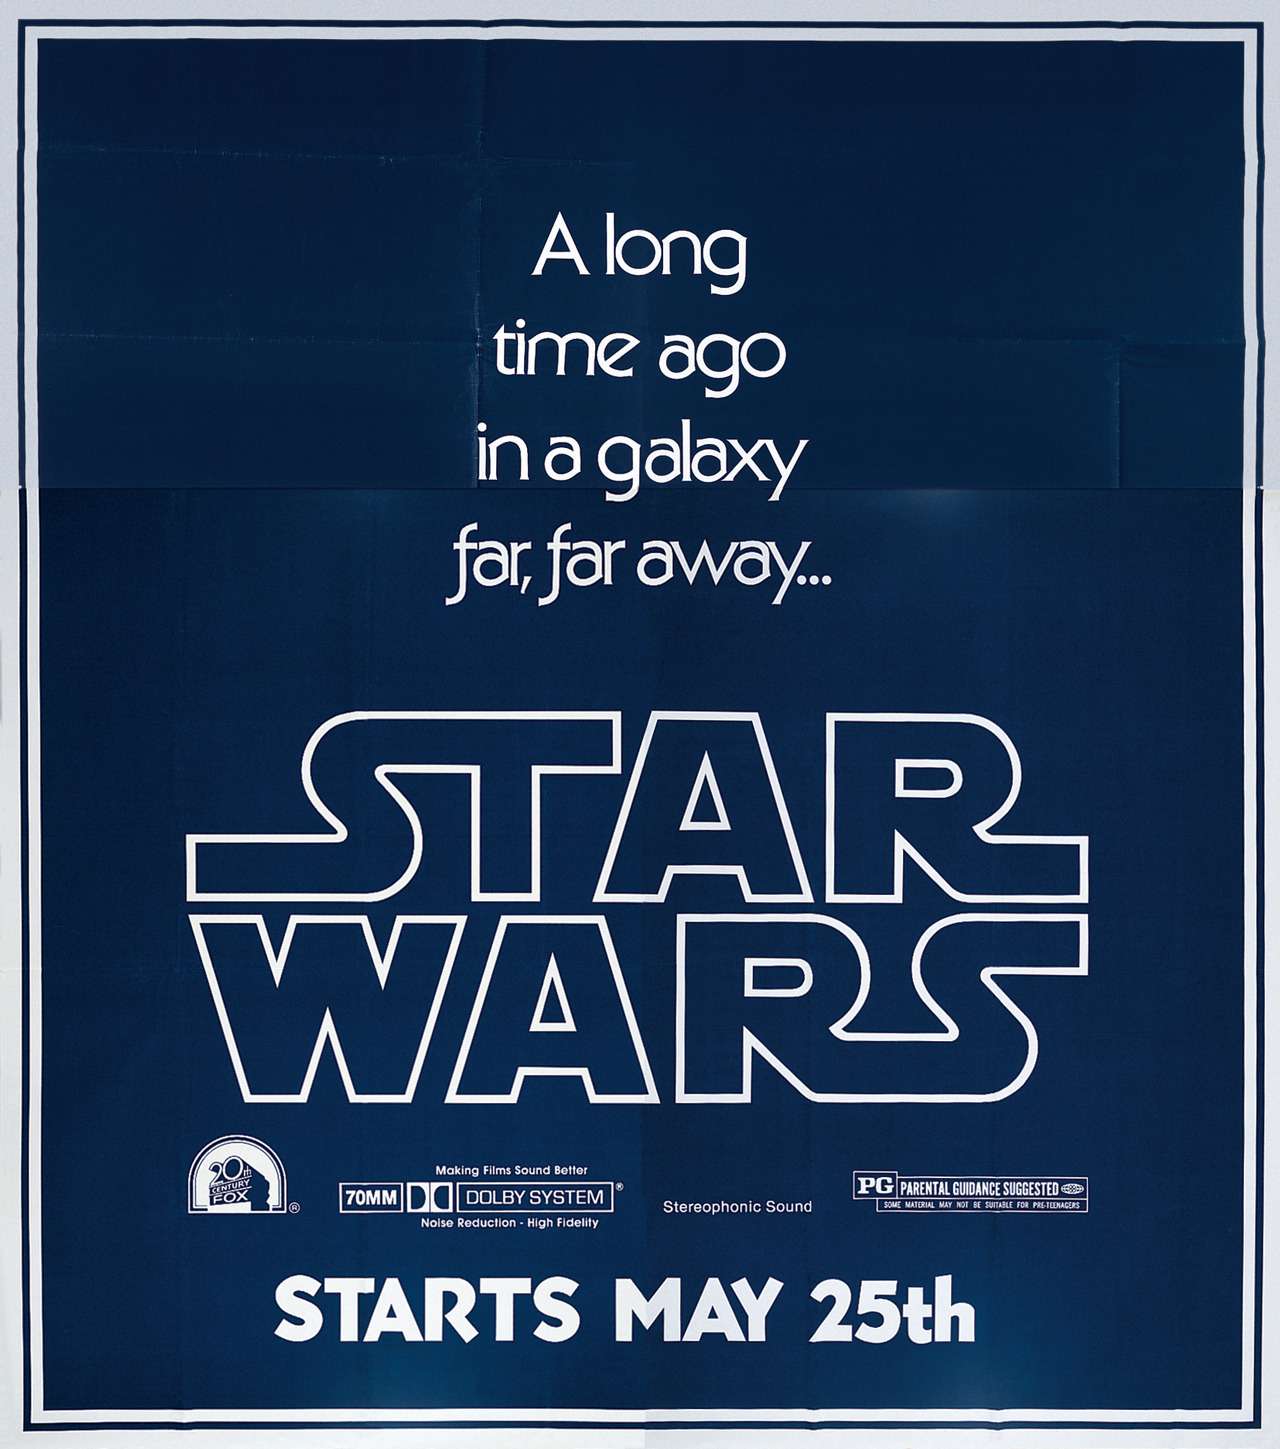 A long
time ago
in a galaxy
far, far away...
STAR
WARS
20th
CENTURY
FOX
®
Making Films Sound Better
70MM DOLBY SYSTEM ®
Noise Reduction - High Fidelity
Stereophonic Sound
PG PARENTAL GUIDANCE SUGGESTED
SOME MATERIAL MAY NOT BE SUITABLE FOR PRE-TEENAGERS
STARTS MAY 25th